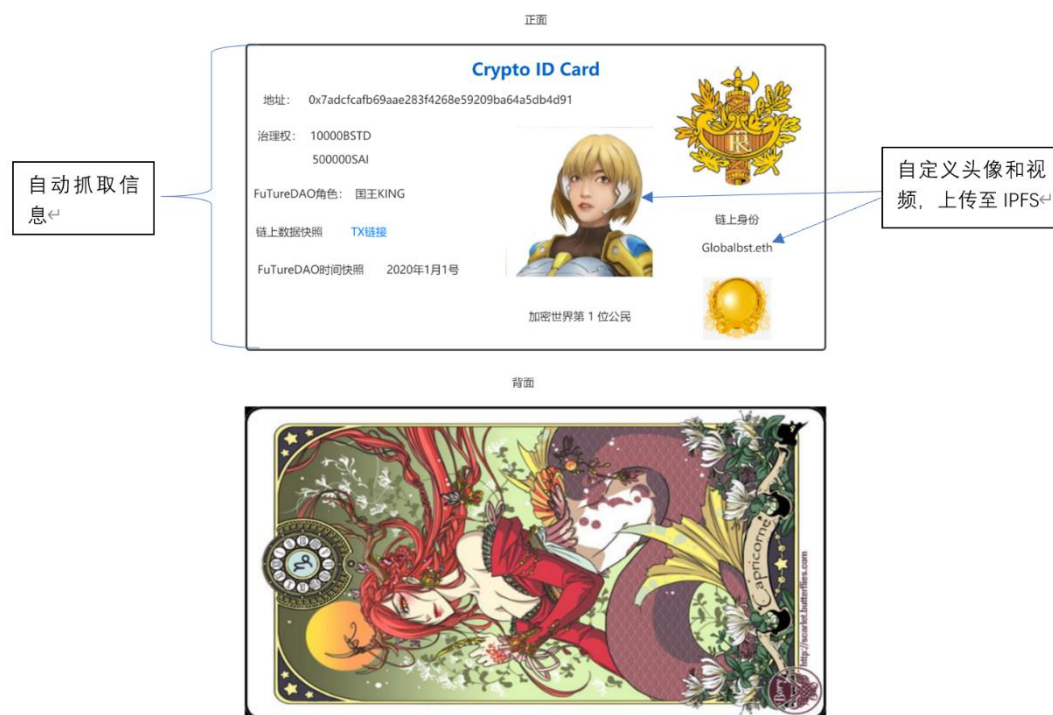 正面
Crypto ID Card
地址： 0x7adcfcafb69aae283f4268e59209ba64a5db4d91
治理权： 10000BSTD
500000SAI
FuTureDAO角色： 国王KING
链上数据快照 TX链接
FuTureDAO时间快照 2020年1月1号
加密世界第 1 位公民
链上身份
Globalbst.eth
自动抓取信
息↵
自定义头像和视
频，上传至 IPFS↵
背面
Capricorne
http://scarlet.butterflies.com